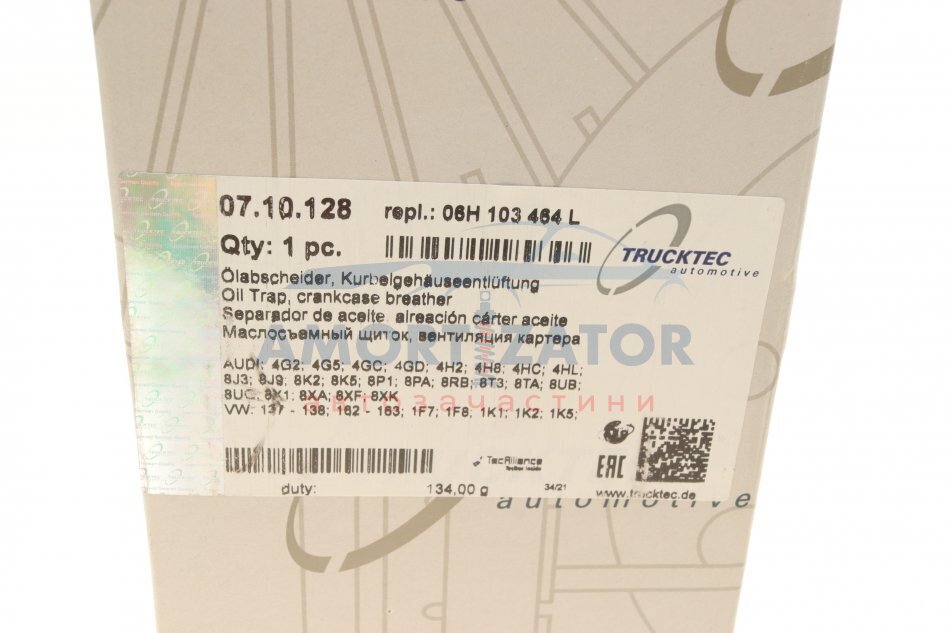 07.10.128 repl.: 06H 103 464 L
Qty: 1 pc.
TRUCKTEC
automotive
Ölabscheider, Kurbelgehäuseentlüftung
Oil Trap, crankcase breather
Separador de aceite, aireación cárter aceite
Маслосъемный щиток, вентиляция картера
AMORTIZATOR
автозапчастини
AUDI: 4G2; 4G5; 4GC; 4GD; 4H2; 4H8; 4HC; 4HL;
8J3; 8J9; 8K2; 8K5; 8P1; 8PA; 8RB; 8T3; 8TA; 8UB;
8UG; 8X1; 8XA; 8XF; 8XK
VW: 137 - 138; 162 - 163; 1F7; 1F8; 1K1; 1K2; 1K5;
TecAlliance
EAC
duty: 134,00 g 34/21 www.trucktec.de
automotive